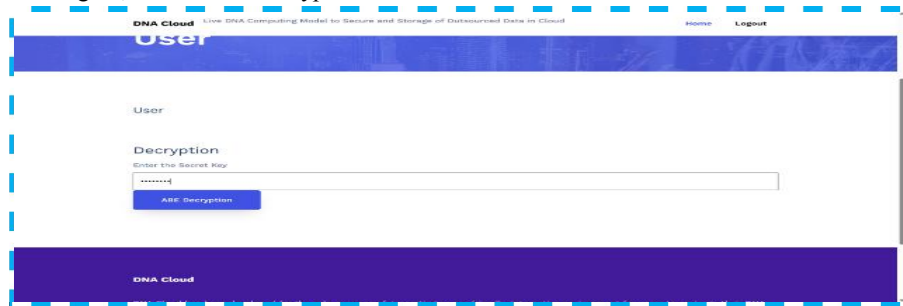 DNA Cloud Live DNA Computing Model to Secure and Storage of Outsourced Data in Cloud Home Logout
User
User
Decryption
Enter the Secret Key
••••••••
ABE Decryption
DNA Cloud